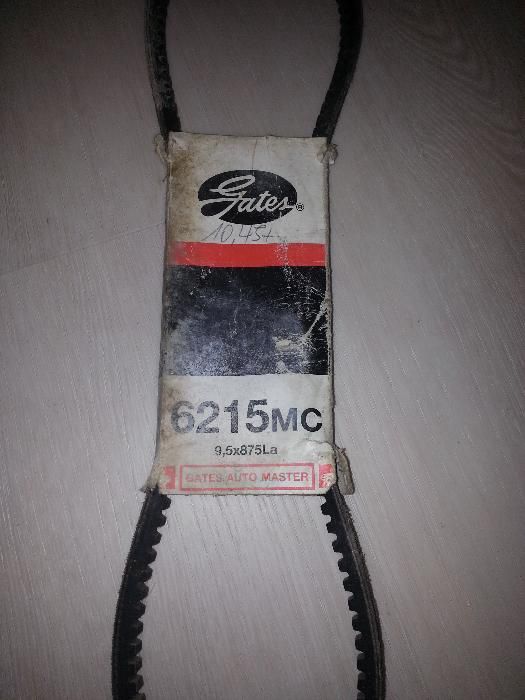 Gates®
10,45+
6215MC
9,5x875La
GATES AUTO MASTER